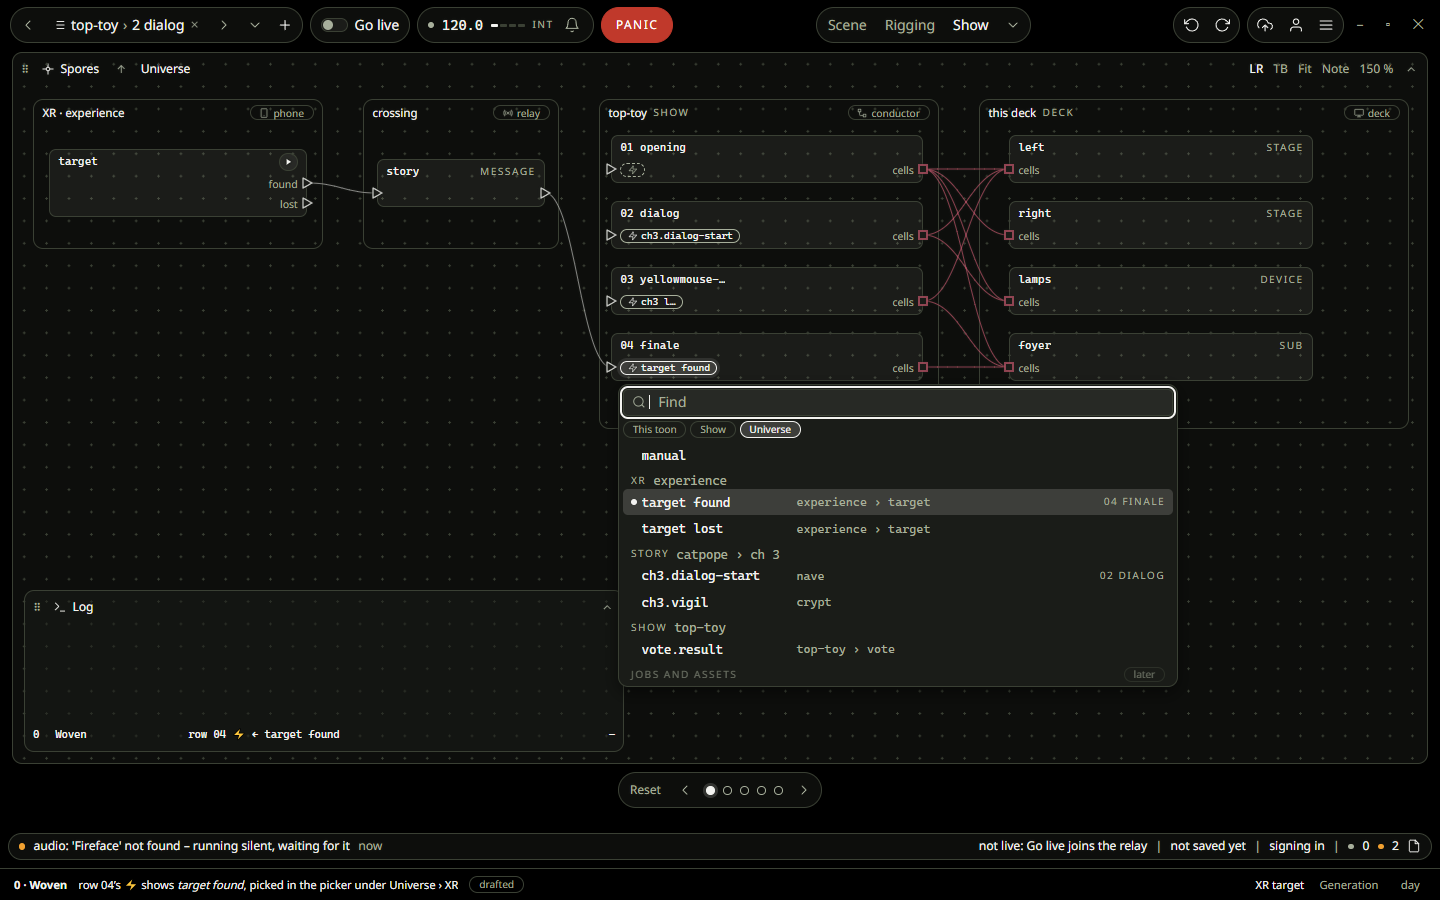 top-toy › 2 dialog ×
Go live
120.0 INT
PANIC
Scene Rigging Show
Spores ↑ Universe
LR TB Fit Note 150 %
XR · experience phone
target
found
lost
crossing relay
story MESSAGE
top-toy SHOW conductor
01 opening
cells
02 dialog
ch3.dialog-start cells
03 yellowmouse-…
ch3 l… cells
04 finale
target found cells
this deck DECK deck
left STAGE
cells
right STAGE
cells
lamps DEVICE
cells
foyer SUB
cells
Find
This toon Show Universe
manual
XR experience
target found experience › target 04 FINALE
target lost experience › target
STORY catpope › ch 3
ch3.dialog-start nave 02 DIALOG
ch3.vigil crypt
SHOW top-toy
vote.result top-toy › vote
JOBS AND ASSETS later
Log
0 Woven row 04 ⚡ ← target found –
Reset
audio: 'Fireface' not found – running silent, waiting for it now
not live: Go live joins the relay | not saved yet | signing in | 0 2
0 · Woven row 04's ⚡ shows target found, picked in the picker under Universe › XR drafted
XR target Generation day